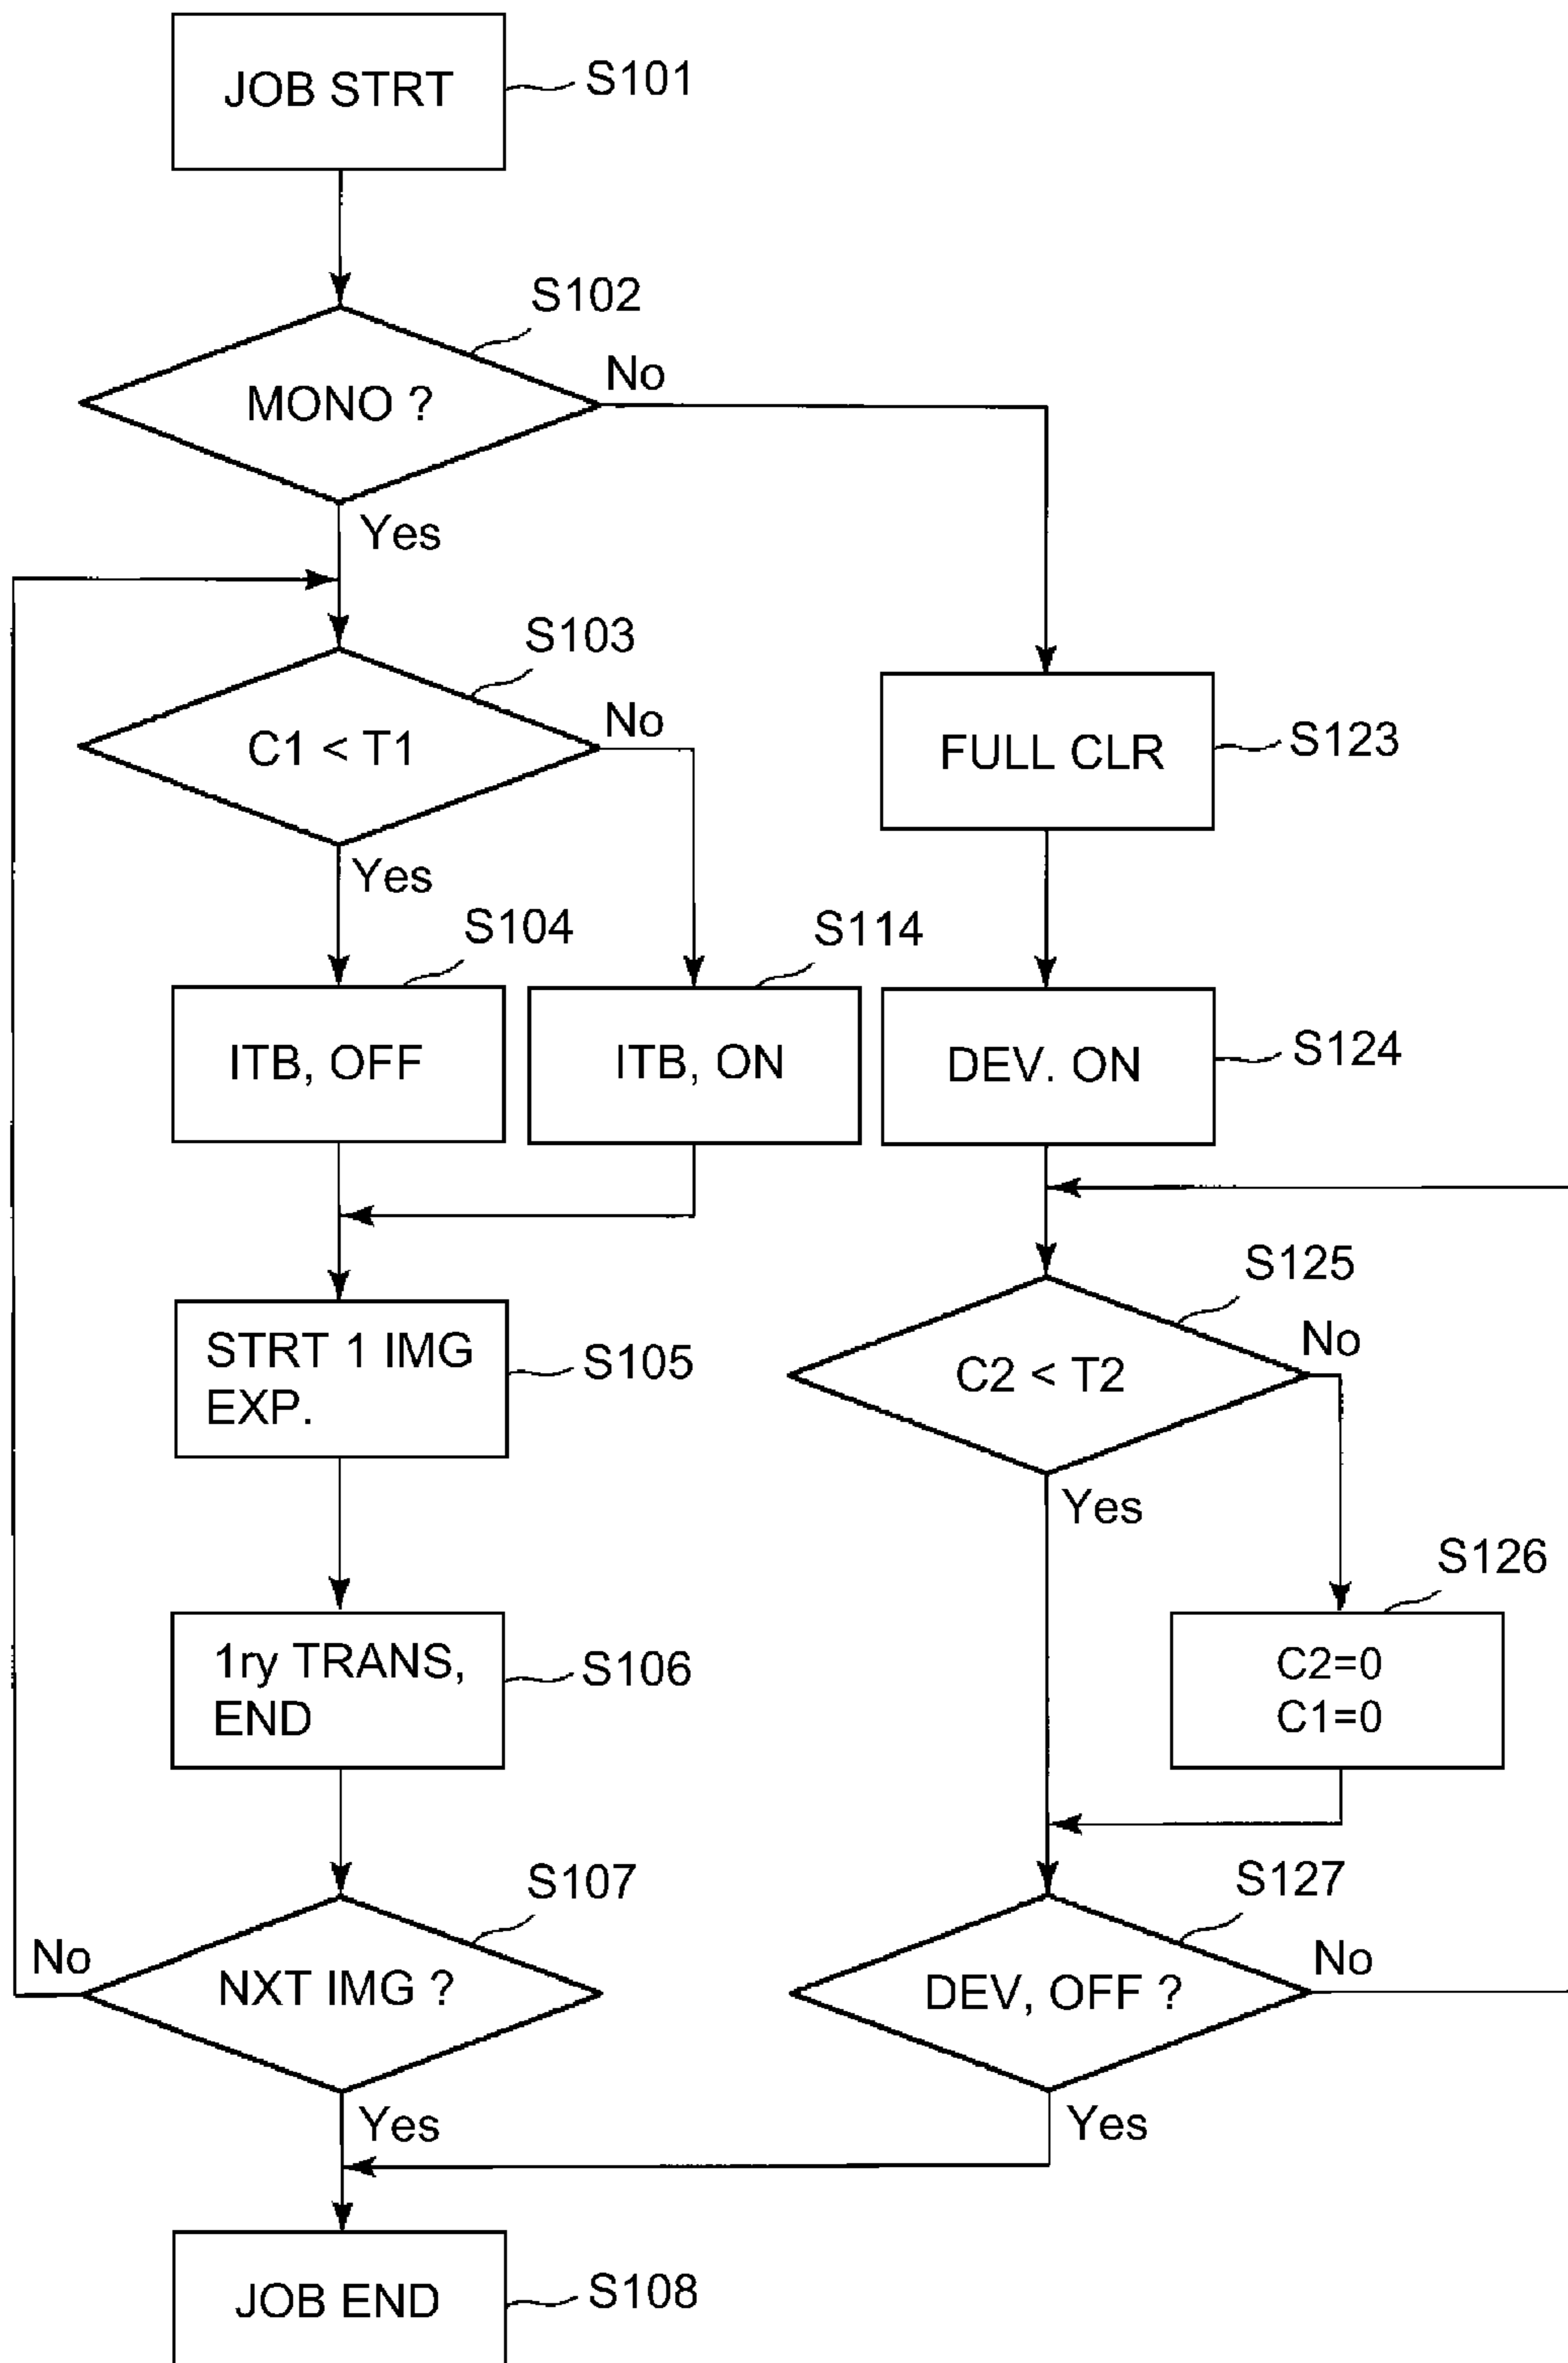 JOB STRT
S101
S102
MONO ?
No
Yes
S103
C1 < T1
No
Yes
FULL CLR
S123
S104
S114
ITB, OFF
ITB, ON
DEV. ON
S124
STRT 1 IMG
EXP.
S105
S125
C2 < T2
No
Yes
1ry TRANS,
END
S106
S126
C2=0
C1=0
S107
NXT IMG ?
No
Yes
S127
DEV, OFF ?
No
Yes
JOB END
S108